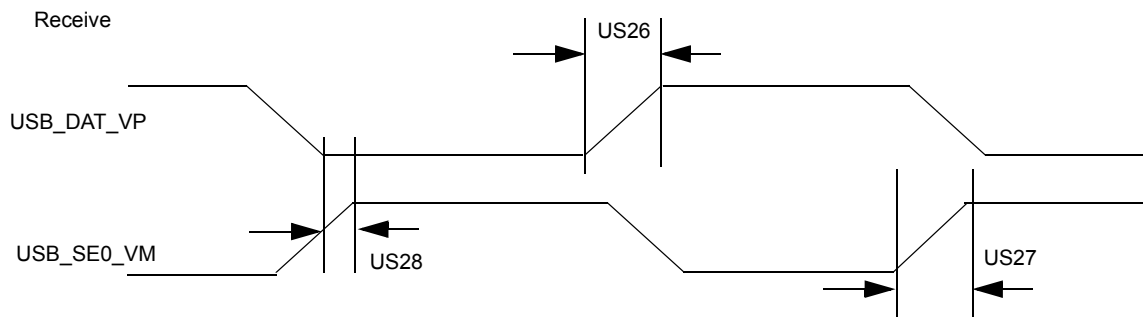 Receive
US26
USB_DAT_VP
USB_SE0_VM
US28
US27